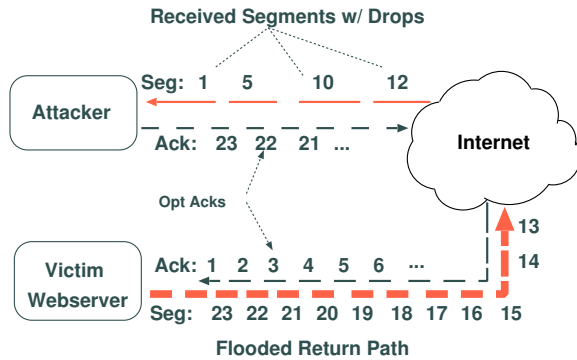 Received Segments w/ Drops
Seg: 1 5 10 12
Attacker
Ack: 23 22 21 ...
Internet
Opt Acks
13
14
Ack: 1 2 3 4 5 6 ...
Victim
Webserver
Seg: 23 22 21 20 19 18 17 16 15
Flooded Return Path